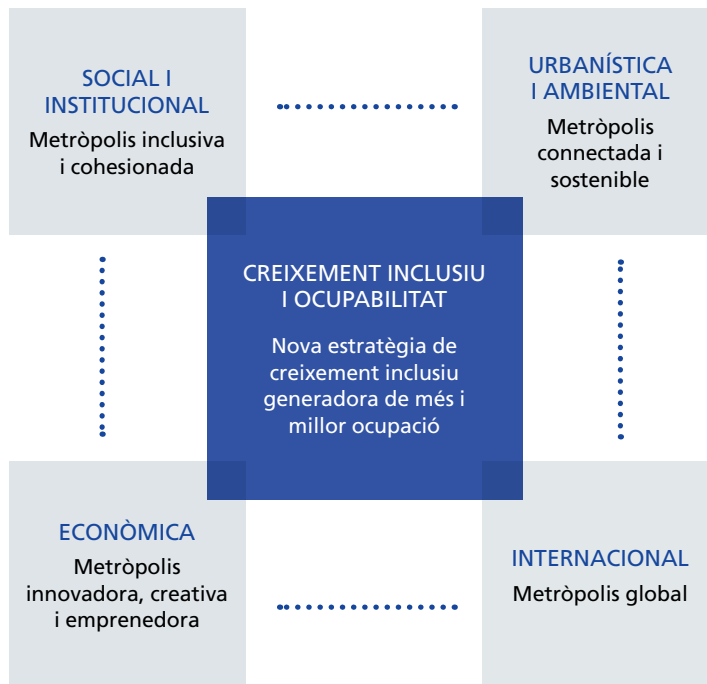 SOCIAL I
INSTITUCIONAL
Metròpolis inclusiva
i cohesionada
URBANÍSTICA
I AMBIENTAL
Metròpolis
connectada i
sostenible
CREIXEMENT INCLUSIU
I OCUPABILITAT
Nova estratègia de
creixement inclusiu
generadora de més i
millor ocupació
ECONÒMICA
Metròpolis
innovadora, creativa
i emprenedora
INTERNACIONAL
Metròpolis global